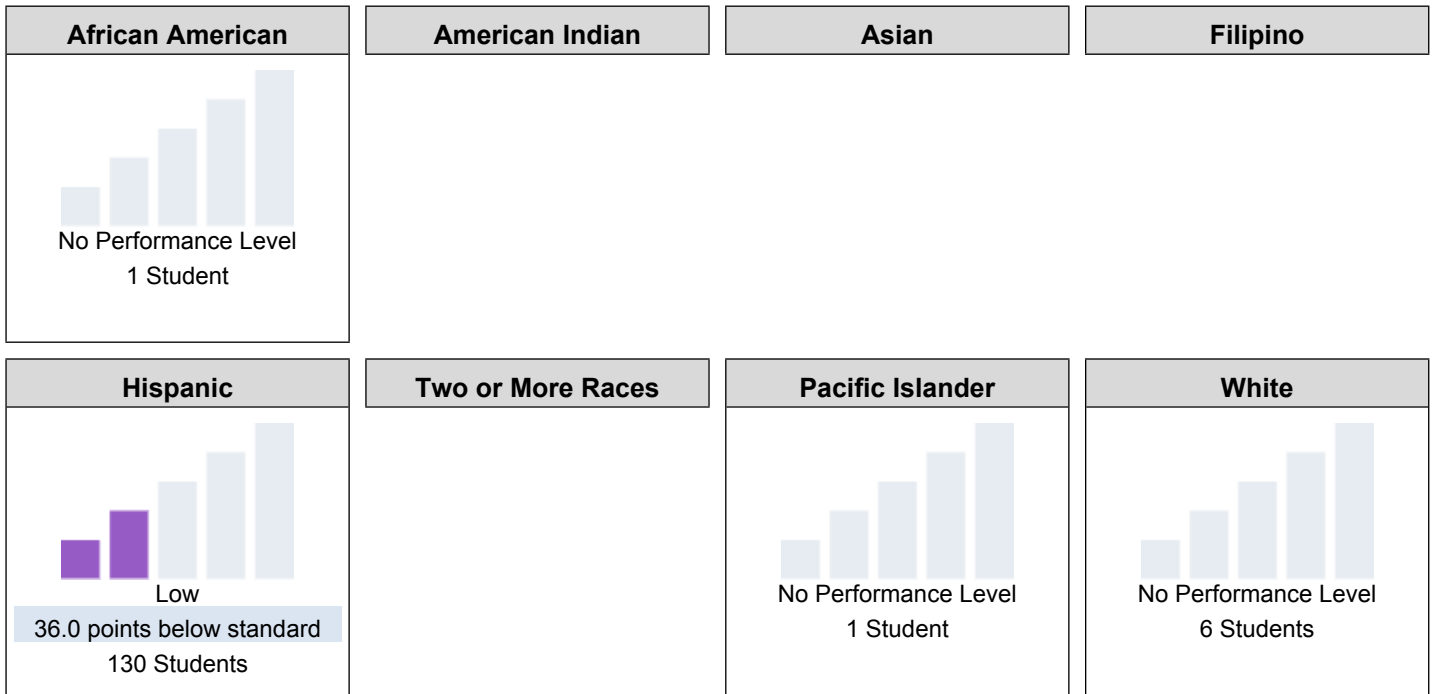 African American
American Indian
Asian
Filipino
No Performance Level
1 Student
Hispanic
Two or More Races
Pacific Islander
White
Low
36.0 points below standard
130 Students
No Performance Level
1 Student
No Performance Level
6 Students